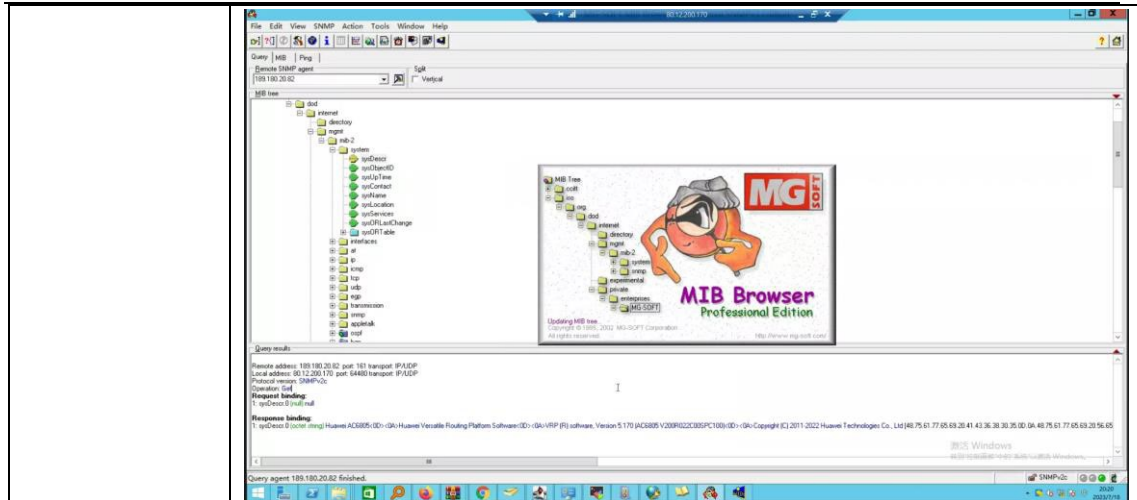 80.12.200.170
File Edit View SNMP Action Tools Window Help
Query MIB Ping
Remote SNMP agent
Split
189.180.20.82
Vertical
MIB tree
dod
internet
directory
mgmt
mib-2
system
sysDescr
sysObjectID
sysUpTime
sysContact
sysName
sysLocation
sysServices
sysORLastChange
sysORTable
interfaces
at
ip
icmp
tcp
udp
egp
transmission
snmp
appletalk
ospf
MIB Tree
ccitt
iso
org
dod
internet
directory
mgmt
mib-2
system
snmp
experimental
private
enterprises
MG-SOFT
MG SOFT
MIB Browser
Professional Edition
Updating MIB tree
Copyright © 1995, 2002 MG-SOFT Corporation
All rights reserved
http://www.mg-soft.com/
Query results
Remote address: 189.180.20.82 port: 161 transport: IP/UDP
Local address: 80.12.200.170 port: 64480 transport: IP/UDP
Protocol version: SNMPv2c
Operation: Get
Request binding:
1: sysDescr.0 (null) null
Response binding:
1: sysDescr.0 (octet string) Huawei AC6805<0D><0A>Huawei Versatile Routing Platform Software<0D><0A>VRP (R) software, Version 5.170 (AC6805 V200R022C00SPC100)<0D><0A>Copyright (C) 2011-2022 Huawei Technologies Co., Ltd [48.75.61.77.65.69.20.41.43.36.38.30.35.0D.0A.48.75.61.77.65.69.20.56.65
激活 Windows
Query agent 189.180.20.82 finished.
SNMPv2c
20:20